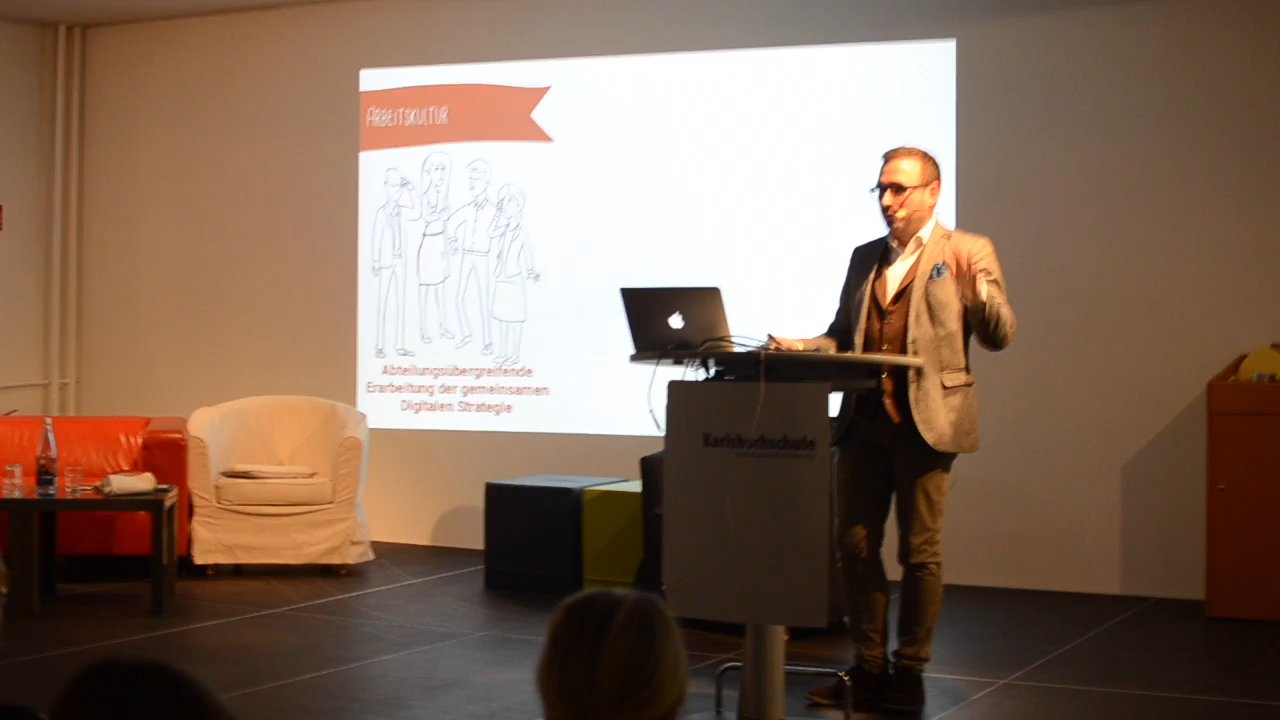 ARBEITSKULTUR
Abteilungsübergreifende
Erarbeitung der gemeinsamen
Digitalen Strategie
Karlshochschule